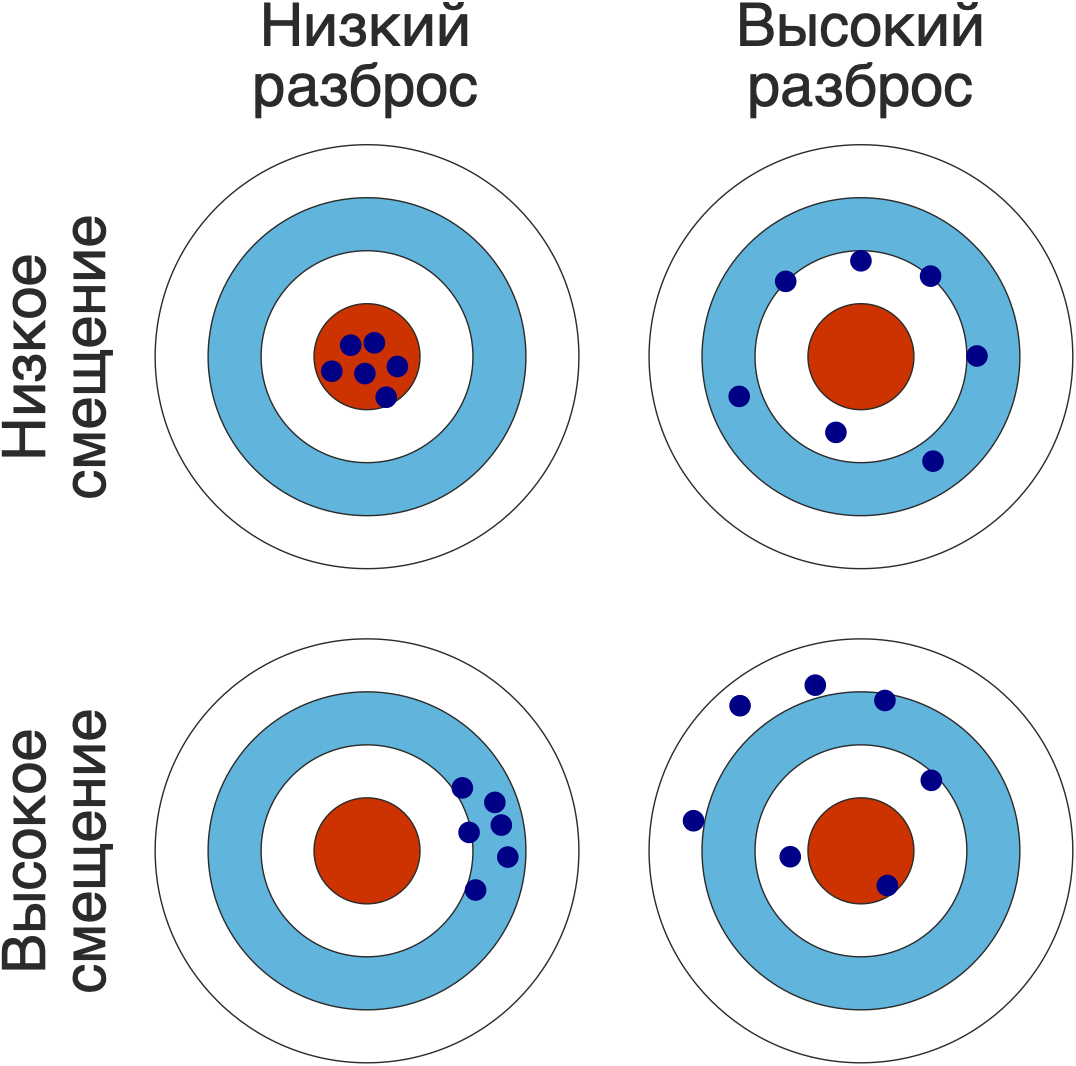 Низкий
разброс
Высокий
разброс
Низкое
смещение
Высокое
смещение